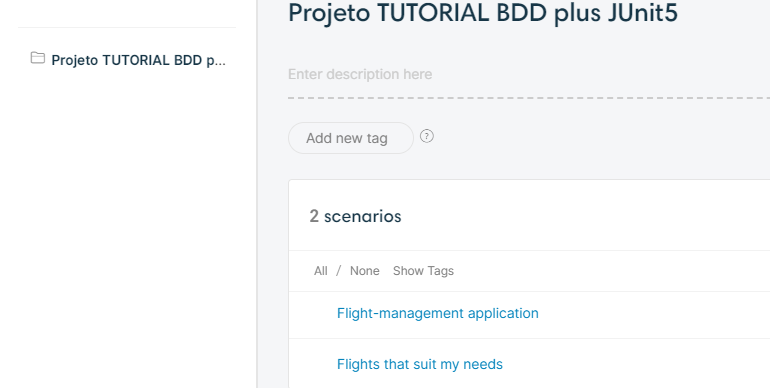 Projeto TUTORIAL BDD plus JUnit5
Projeto TUTORIAL BDD p...
Enter description here
Add new tag ?
2 scenarios
All / None Show Tags
Flight-management application
Flights that suit my needs